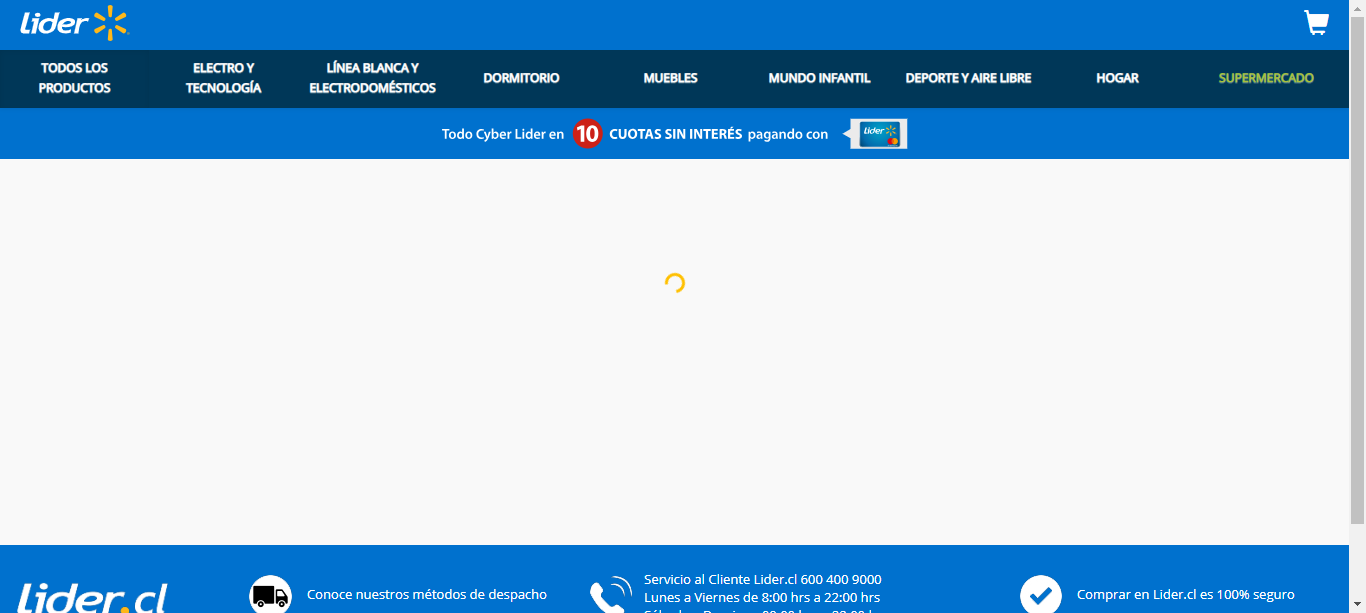 Lider
TODOS LOS
PRODUCTOS
ELECTRO Y
TECNOLOGÍA
LÍNEA BLANCA Y
ELECTRODOMÉSTICOS
DORMITORIO
MUEBLES
MUNDO INFANTIL
DEPORTE Y AIRE LIBRE
HOGAR
SUPERMERCADO
Todo Cyber Lider en 10 CUOTAS SIN INTERÉS pagando con
Lider
Lider.cl
Conoce nuestros métodos de despacho
Servicio al Cliente Lider.cl 600 400 9000
Lunes a Viernes de 8:00 hrs a 22:00 hrs
Comprar en Lider.cl es 100% seguro